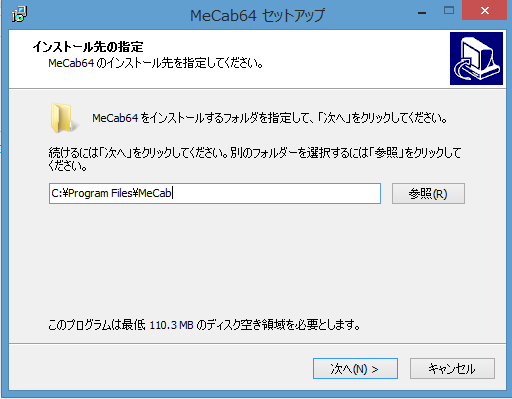 MeCab64 セットアップ
インストール先の指定
MeCab64 のインストール先を指定してください。
MeCab64 をインストールするフォルダを指定して、「次へ」をクリックしてください。
続けるには「次へ」をクリックしてください。別のフォルダーを選択するには「参照」をクリックして
ください。
C:¥Program Files¥MeCab
参照(R)
このプログラムは最低 110.3 MB のディスク空き領域を必要とします。
次へ(N) >
キャンセル